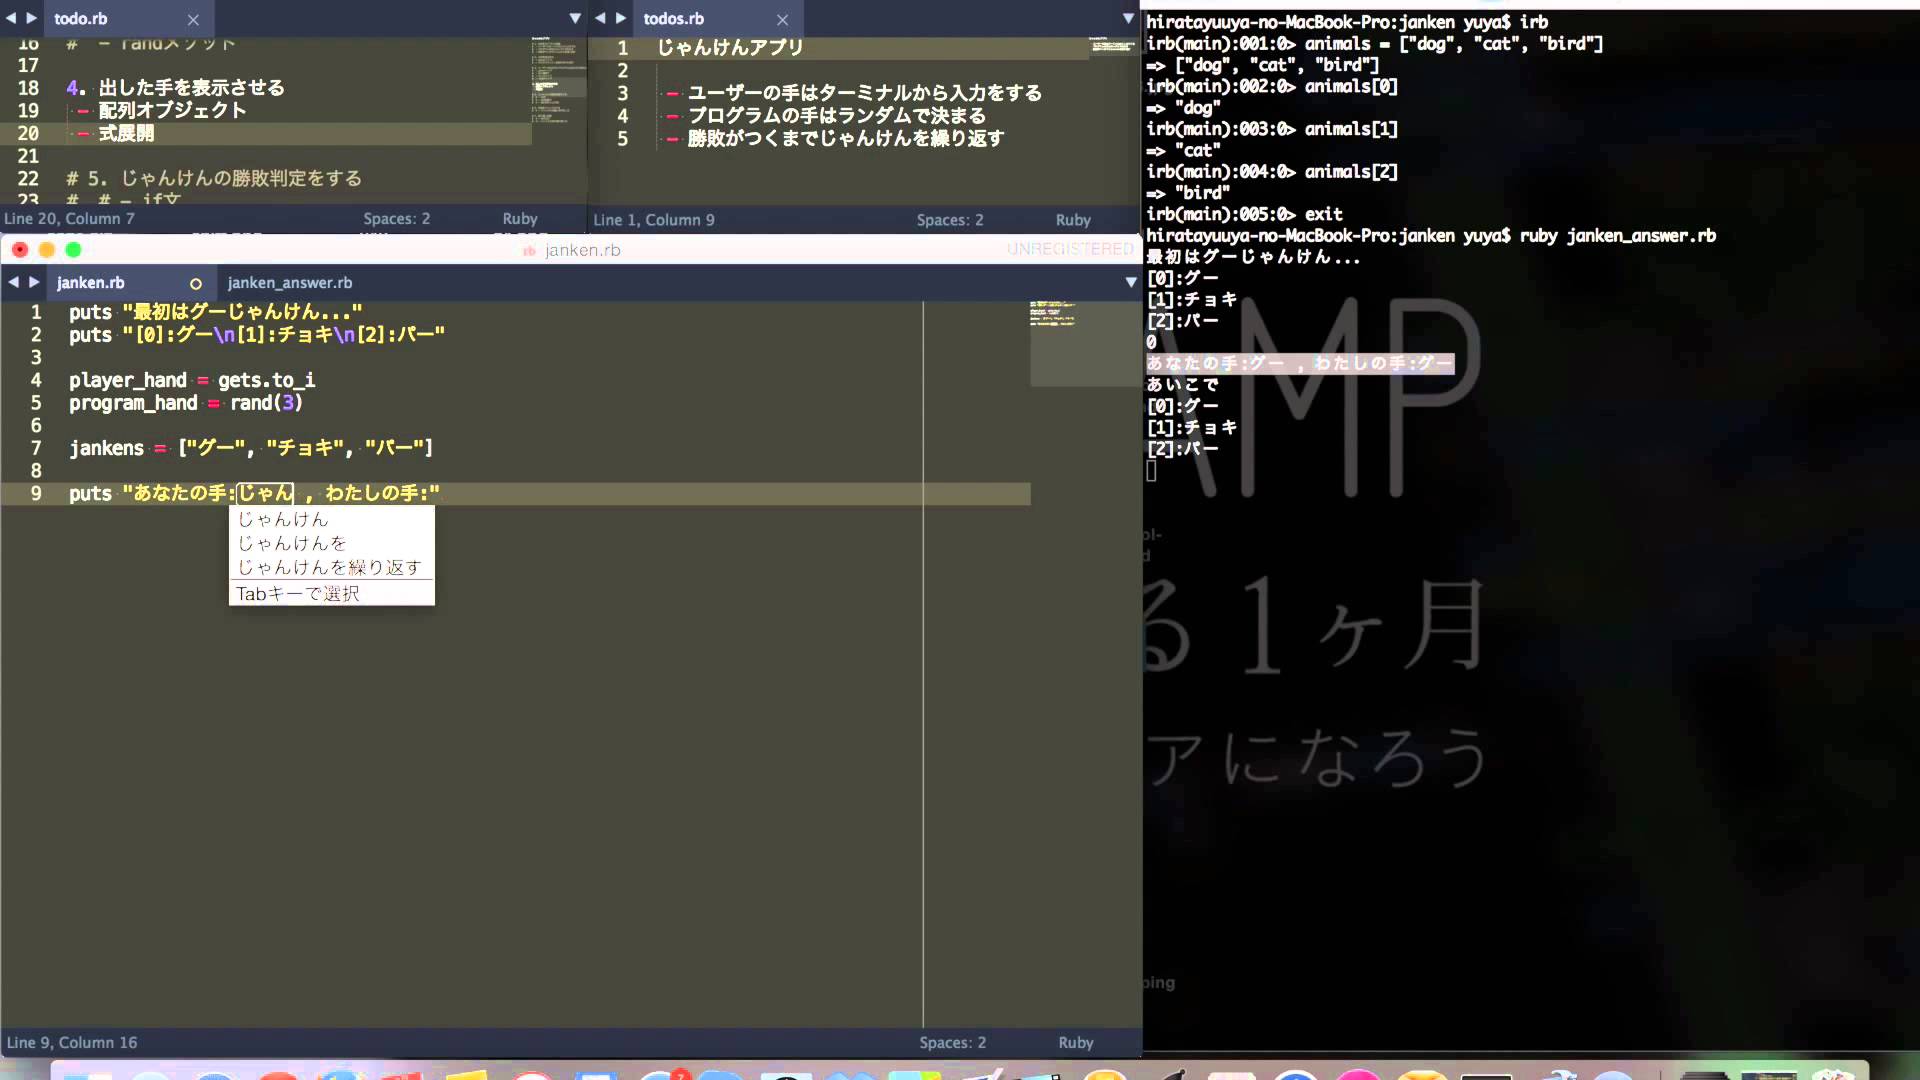 todo.rb
16 # - randメソット
17
18 4. 出した手を表示させる
19 - 配列オブジェクト
20 - 式展開
21
22 # 5. じゃんけんの勝敗判定をする
23 # # - if文
Line 20, Column 7 Spaces: 2 Ruby
todos.rb
1 じゃんけんアプリ
2
3 - ユーザーの手はターミナルから入力をする
4 - プログラムの手はランダムで決まる
5 - 勝敗がつくまでじゃんけんを繰り返す
Line 1, Column 9 Spaces: 2 Ruby
janken.rb UNREGISTERED
janken.rb janken_answer.rb
1 puts "最初はグーじゃんけん..."
2 puts "[0]:グー\n[1]:チョキ\n[2]:パー"
3
4 player_hand = gets.to_i
5 program_hand = rand(3)
6
7 jankens = ["グー", "チョキ", "パー"]
8
9 puts "あなたの手:じゃん , わたしの手:"
じゃんけん
じゃんけんを
じゃんけんを繰り返す
Tabキーで選択
Line 9, Column 16 Spaces: 2 Ruby
hiratayuuya-no-MacBook-Pro:janken yuya$ irb
irb(main):001:0> animals = ["dog", "cat", "bird"]
=> ["dog", "cat", "bird"]
irb(main):002:0> animals[0]
=> "dog"
irb(main):003:0> animals[1]
=> "cat"
irb(main):004:0> animals[2]
=> "bird"
irb(main):005:0> exit
hiratayuuya-no-MacBook-Pro:janken yuya$ ruby janken_answer.rb
最初はグーじゃんけん...
[0]:グー
[1]:チョキ
[2]:パー
0
あなたの手:グー , わたしの手:グー
あいこで
[0]:グー
[1]:チョキ
[2]:パー
AMP
る1ヶ月
アになろう